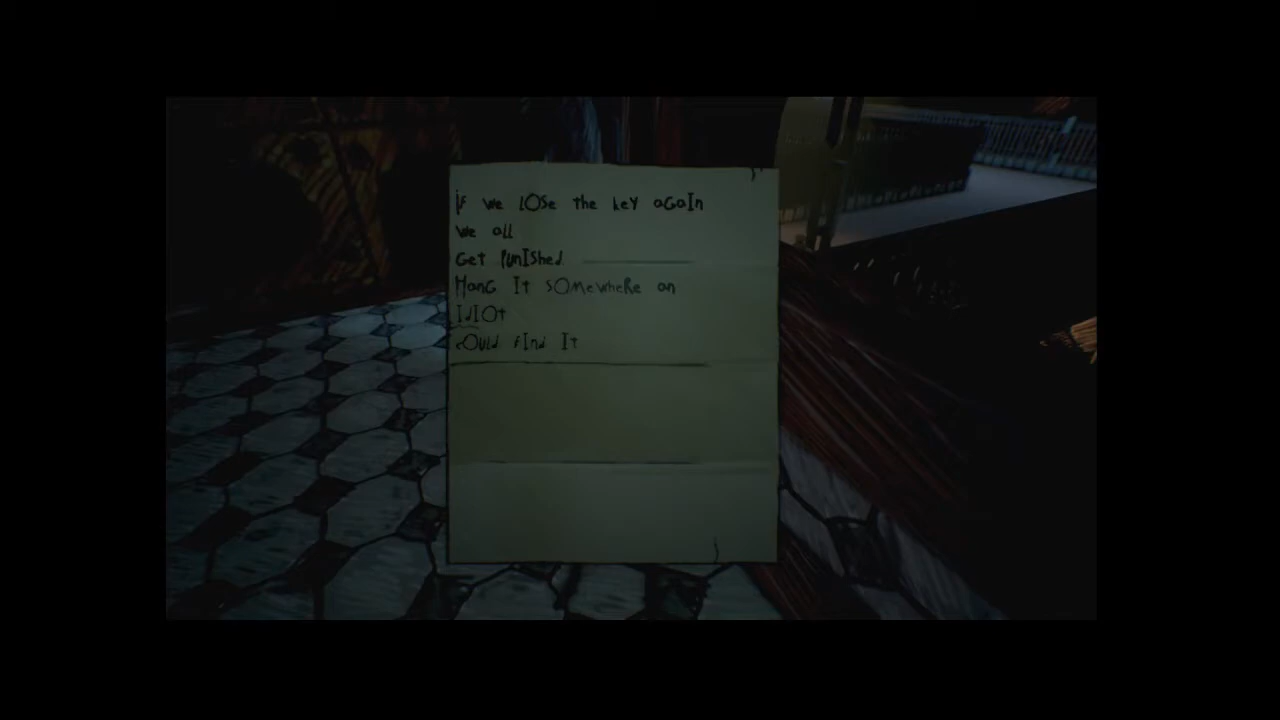 If we lOSe the keY aGaIn
We all
Get PunIShed
HanG It sOMewheRe an
IdIOt
cOUld fInd It